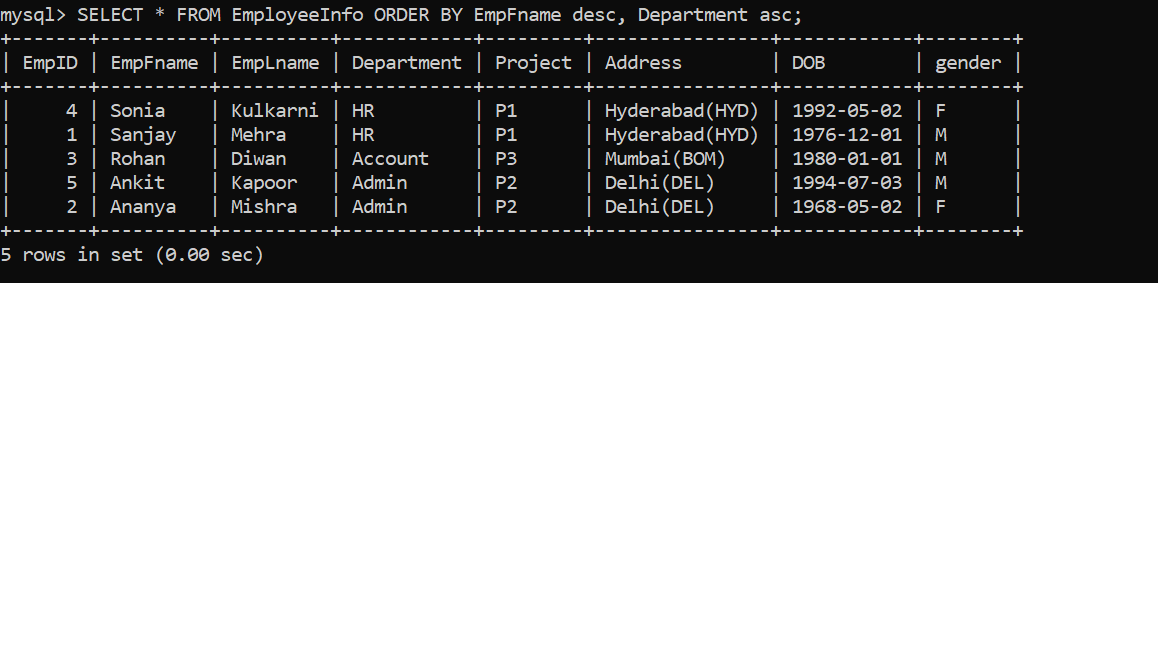 mysql> SELECT * FROM EmployeeInfo ORDER BY EmpFname desc, Department asc;
+-------+----------+----------+------------+---------+----------------+------------+--------+
| EmpID | EmpFname | EmpLname | Department | Project | Address        | DOB        | gender |
+-------+----------+----------+------------+---------+----------------+------------+--------+
|     4 | Sonia    | Kulkarni | HR         | P1      | Hyderabad(HYD) | 1992-05-02 | F      |
|     1 | Sanjay   | Mehra    | HR         | P1      | Hyderabad(HYD) | 1976-12-01 | M      |
|     3 | Rohan    | Diwan    | Account    | P3      | Mumbai(BOM)    | 1980-01-01 | M      |
|     5 | Ankit    | Kapoor   | Admin      | P2      | Delhi(DEL)     | 1994-07-03 | M      |
|     2 | Ananya   | Mishra   | Admin      | P2      | Delhi(DEL)     | 1968-05-02 | F      |
+-------+----------+----------+------------+---------+----------------+------------+--------+
5 rows in set (0.00 sec)